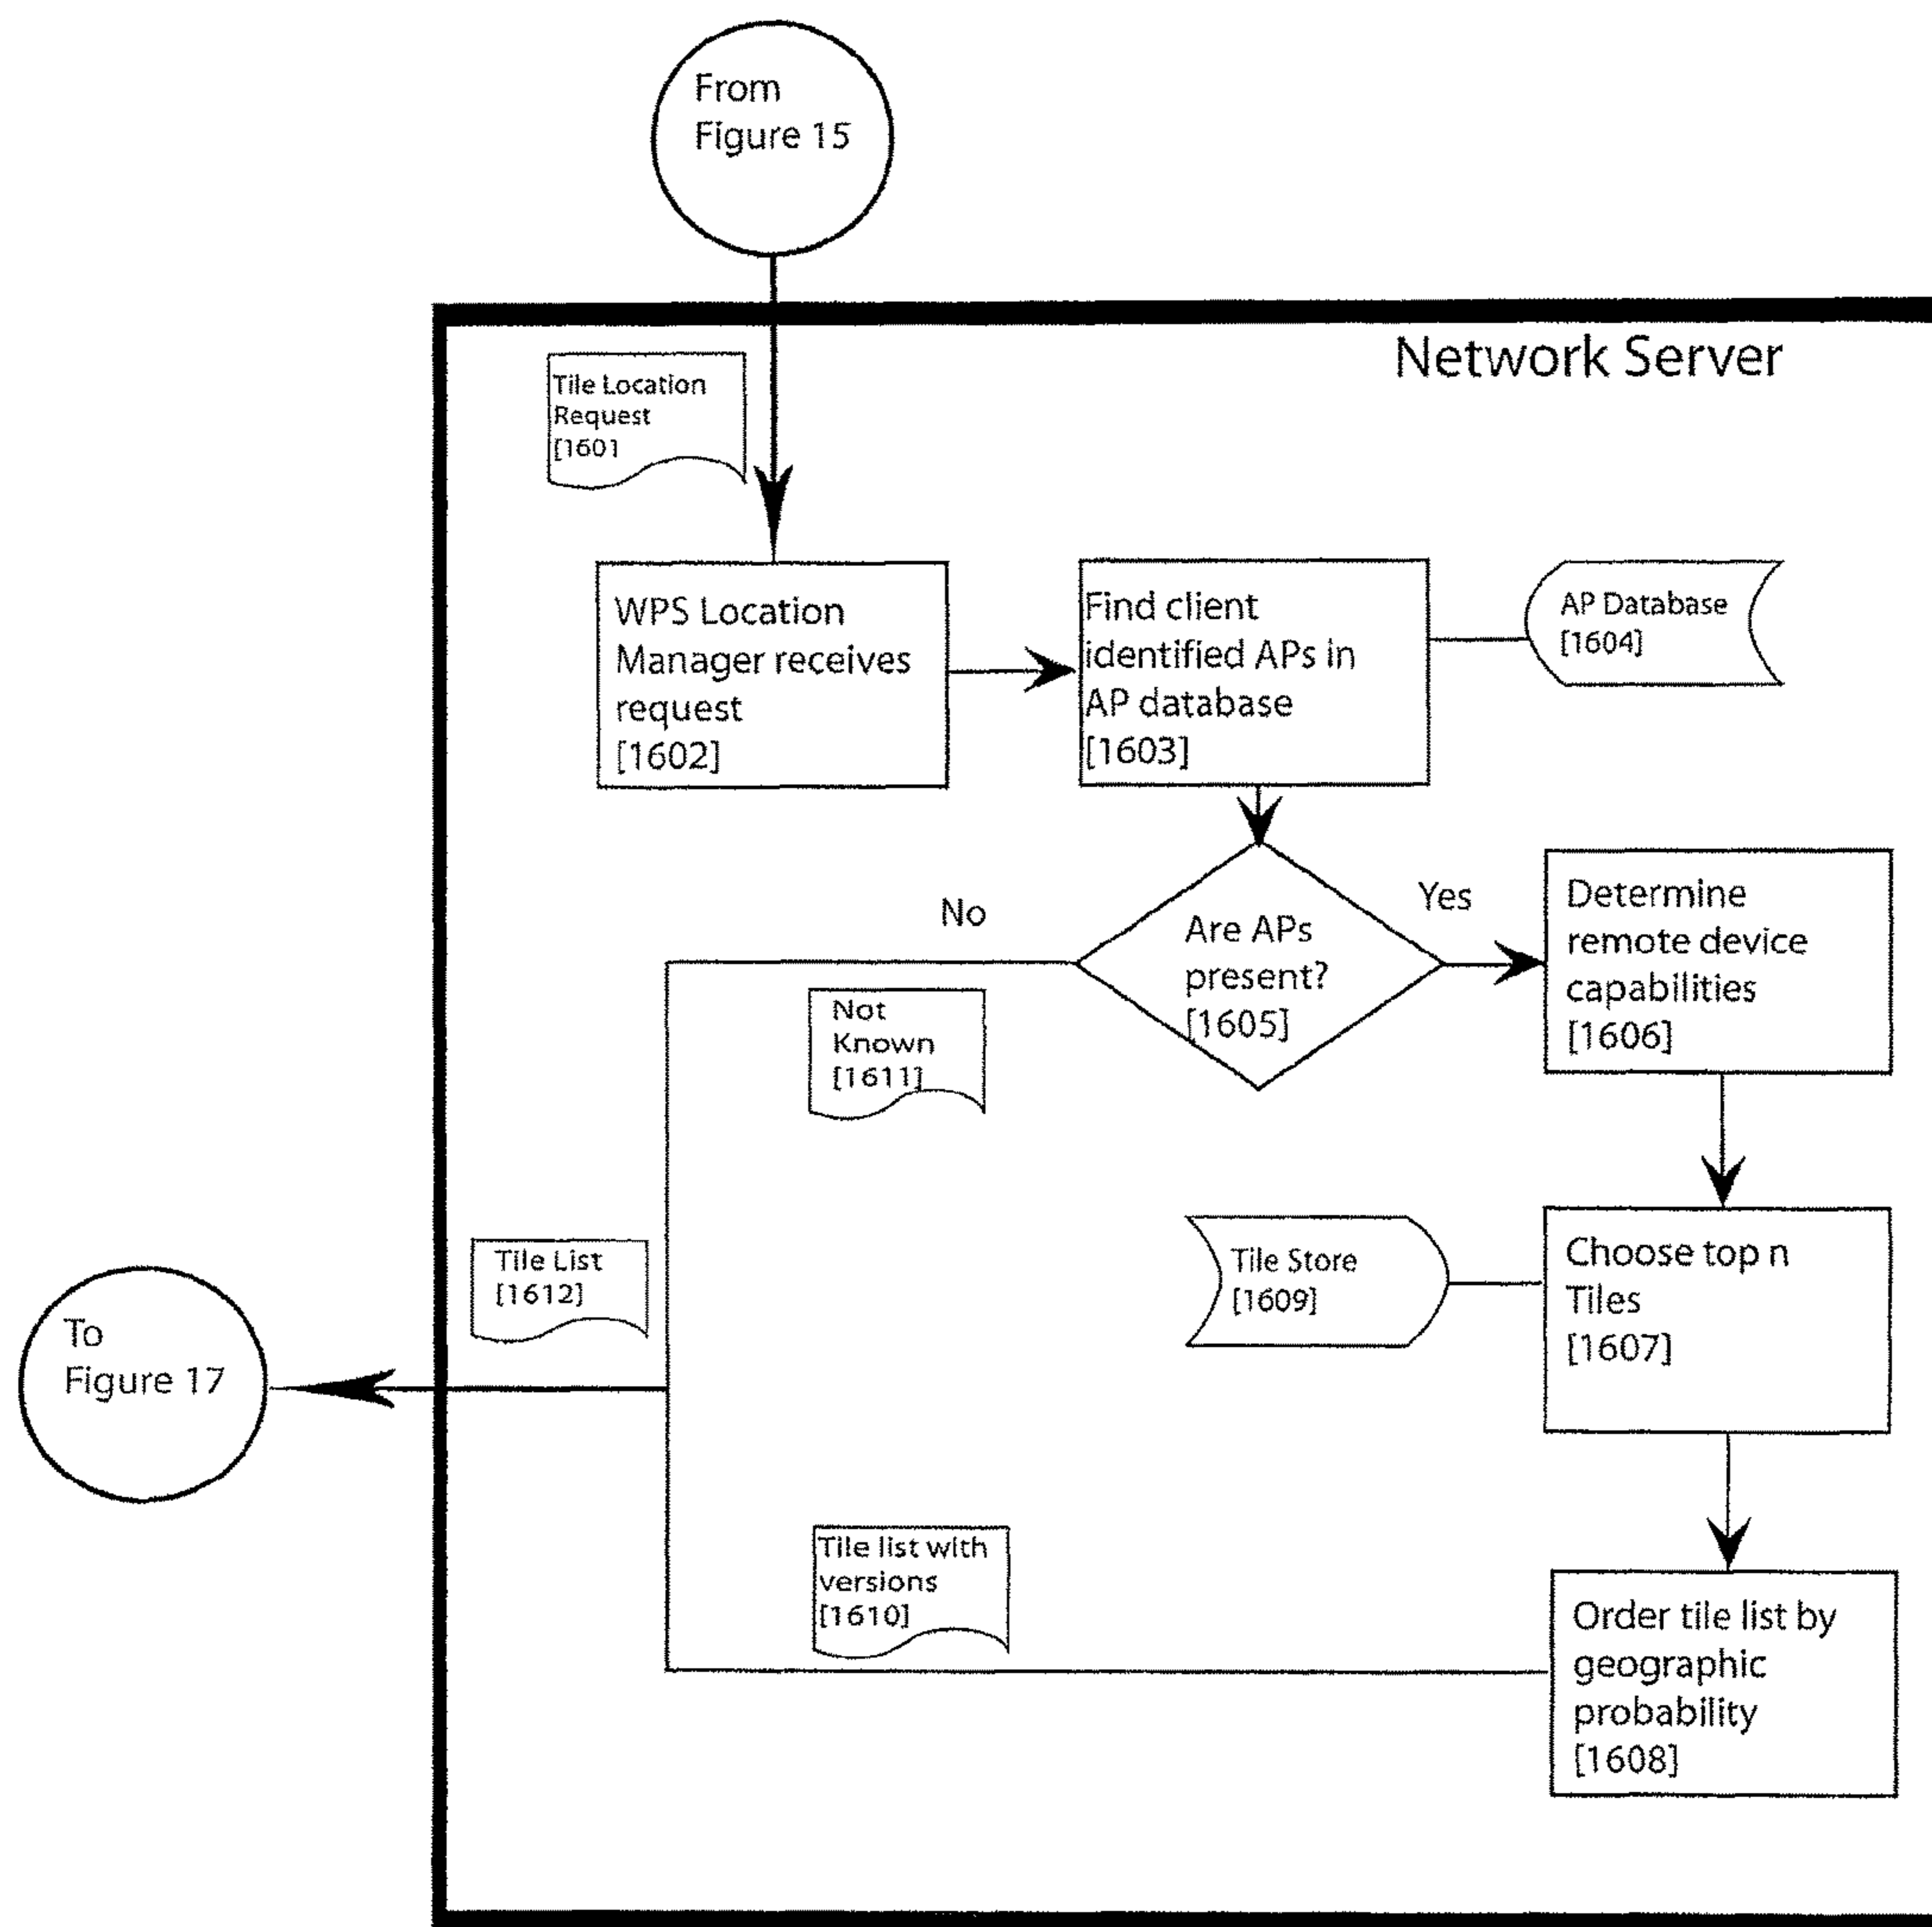 From
Figure 15
Network Server
Tile Location
Request
[1601
WPS Location
Manager receives
request
[1602]
Find client
identified APs in
AP database
[1603]
AP Database
[1604]
No
Are APs
present?
[1605]
Yes
Determine
remote device
capabilities
[1606]
Not
Known
[1611]
Tile List
[1612]
To
Figure 17
Tile Store
[1609]
Choose top n
Tiles
[1607]
Tile list with
versions
[1610]
Order tile list by
geographic
probability
[1608]